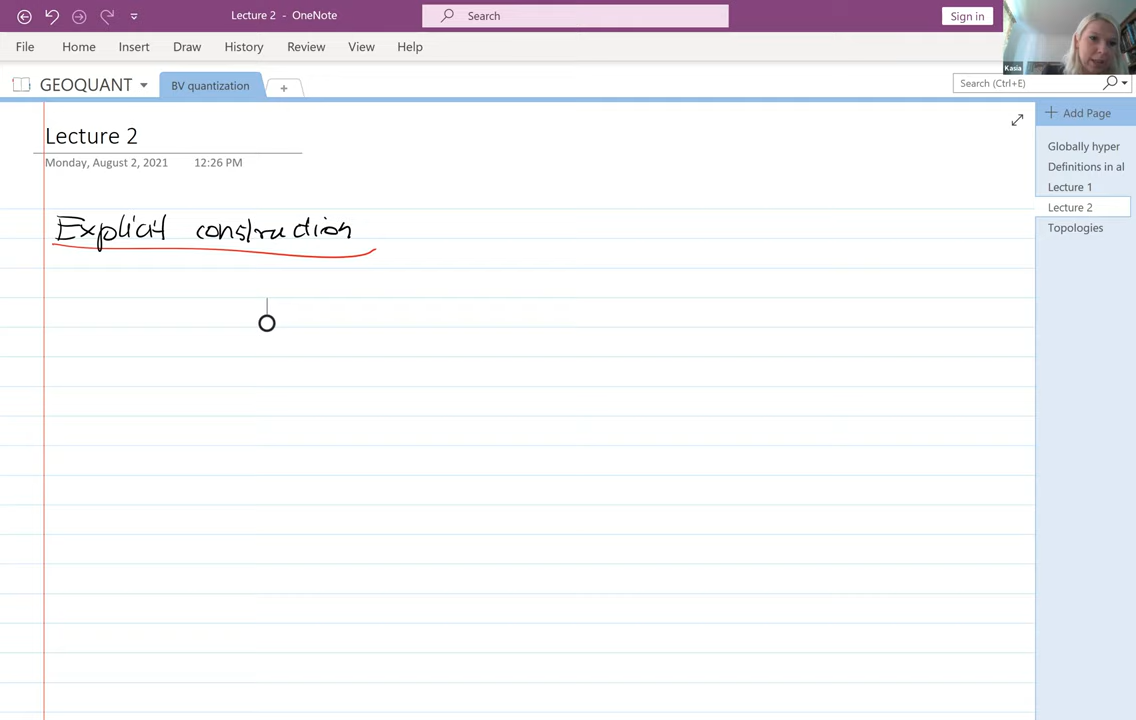 Lecture 2 - OneNote
Search
Sign in
File Home Insert Draw History Review View Help
Kasia
GEOQUANT
BV quantization
Search (Ctrl+E)
Add Page
Lecture 2
Monday, August 2, 2021 12:26 PM
Explicit construction
Globally hyper
Definitions in al
Lecture 1
Lecture 2
Topologies